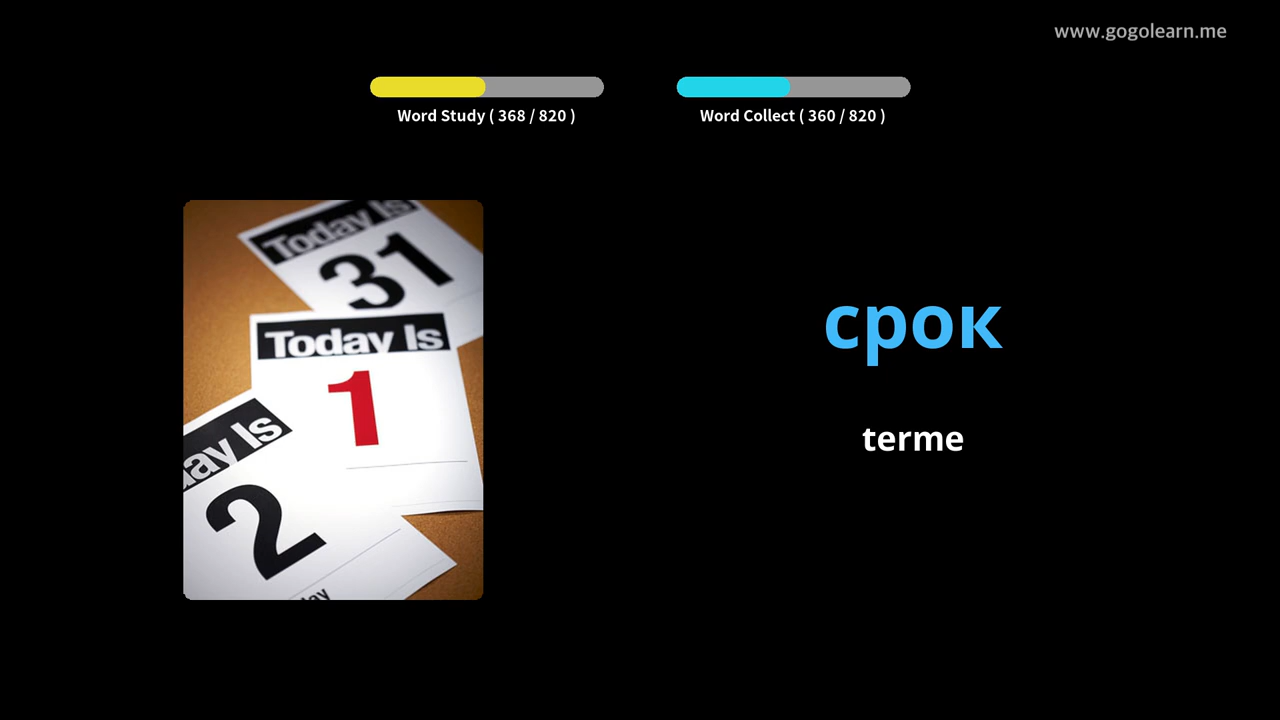 www.gogolearn.me
Word Study ( 368 / 820 )
Word Collect ( 360 / 820 )
Today Is
31
Today Is
1
ay Is
2
ay
срок
terme